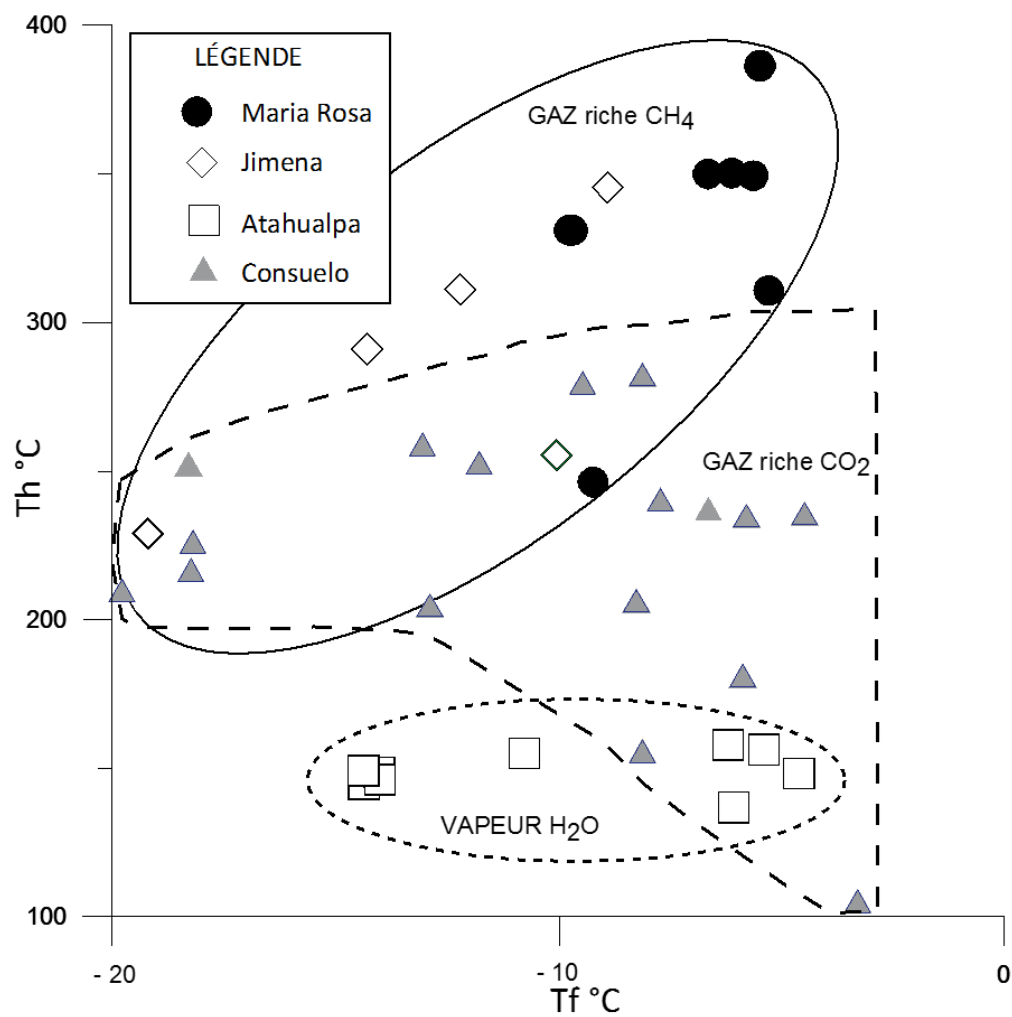 400
LÉGENDE
Maria Rosa
Jimena
Atahualpa
Consuelo
GAZ riche CH4
300
Th °C
GAZ riche CO2
200
VAPEUR H2O
100
- 20
- 10
0
Tf °C